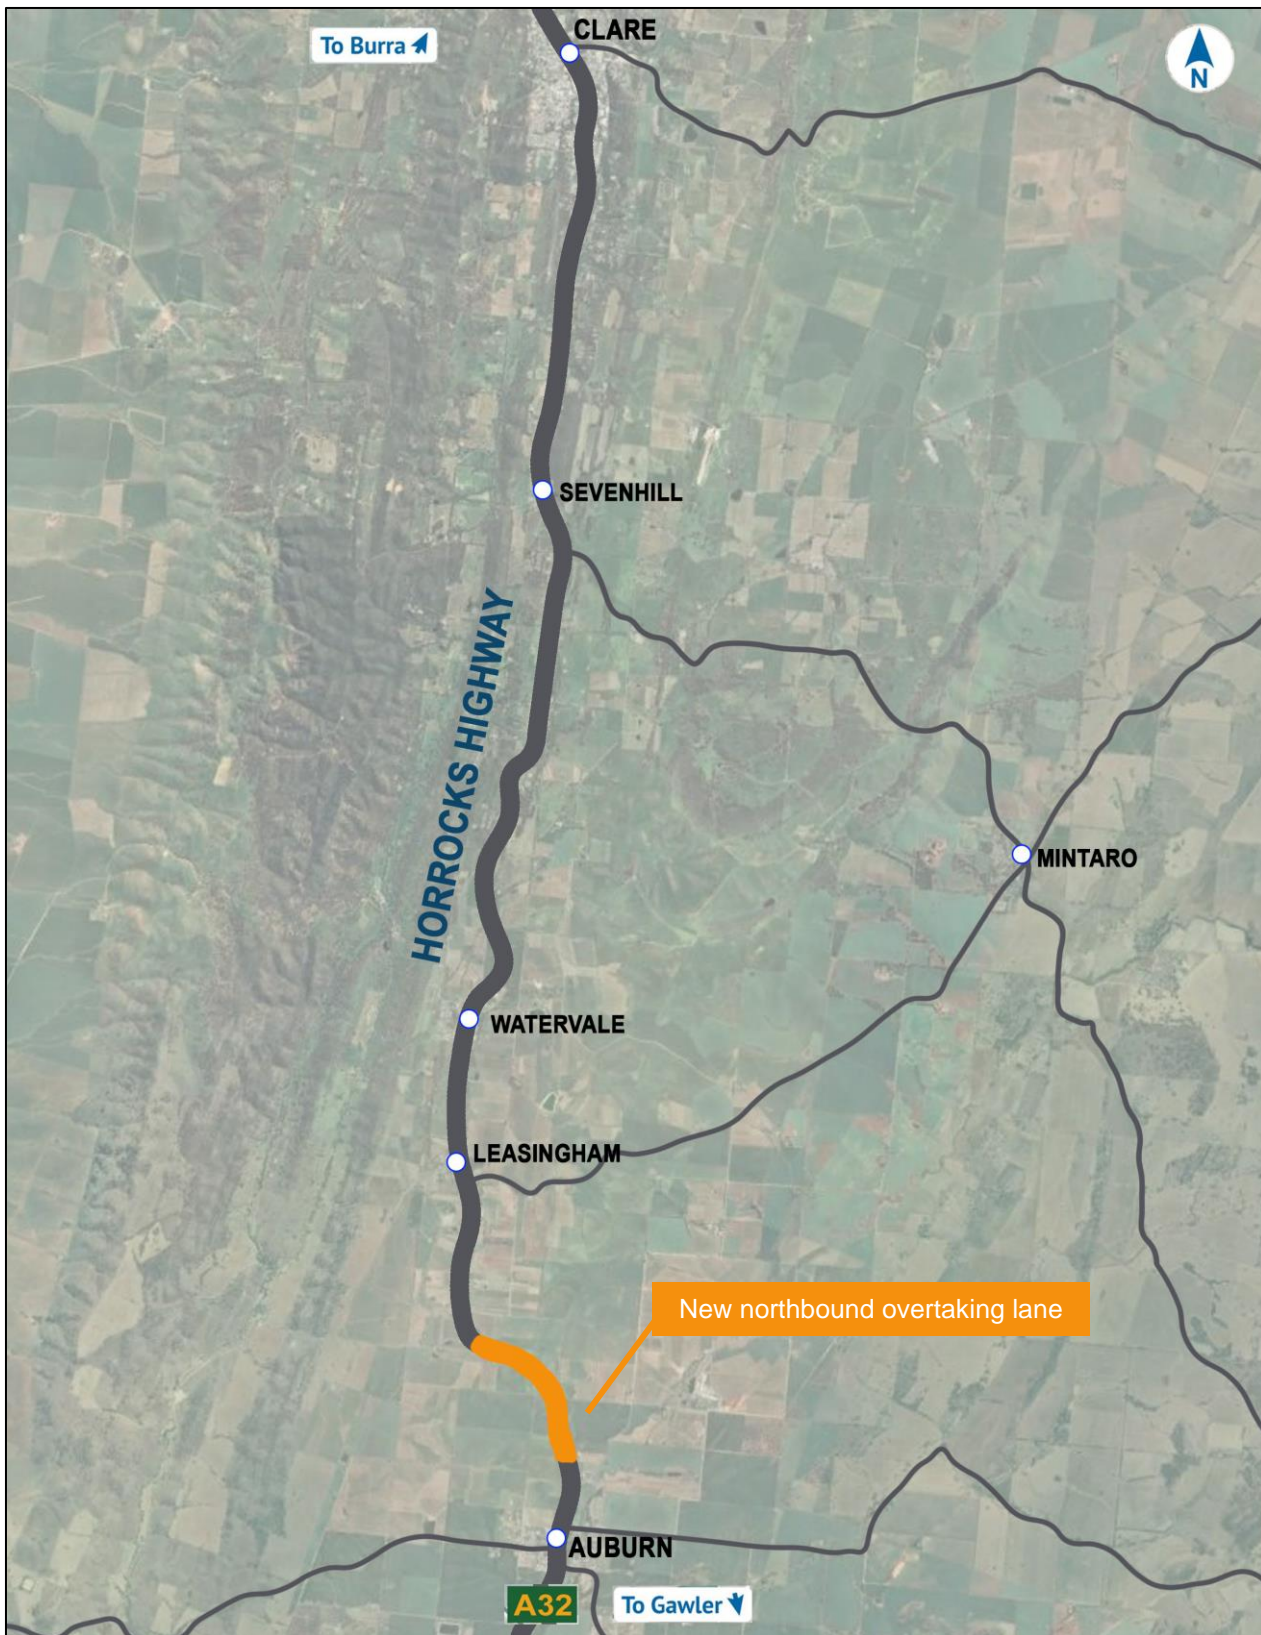 CLARE
To Burra
N
SEVENHILL
HORROCKS HIGHWAY
MINTARO
WATERVALE
LEASINGHAM
New northbound overtaking lane
AUBURN
A32
To Gawler